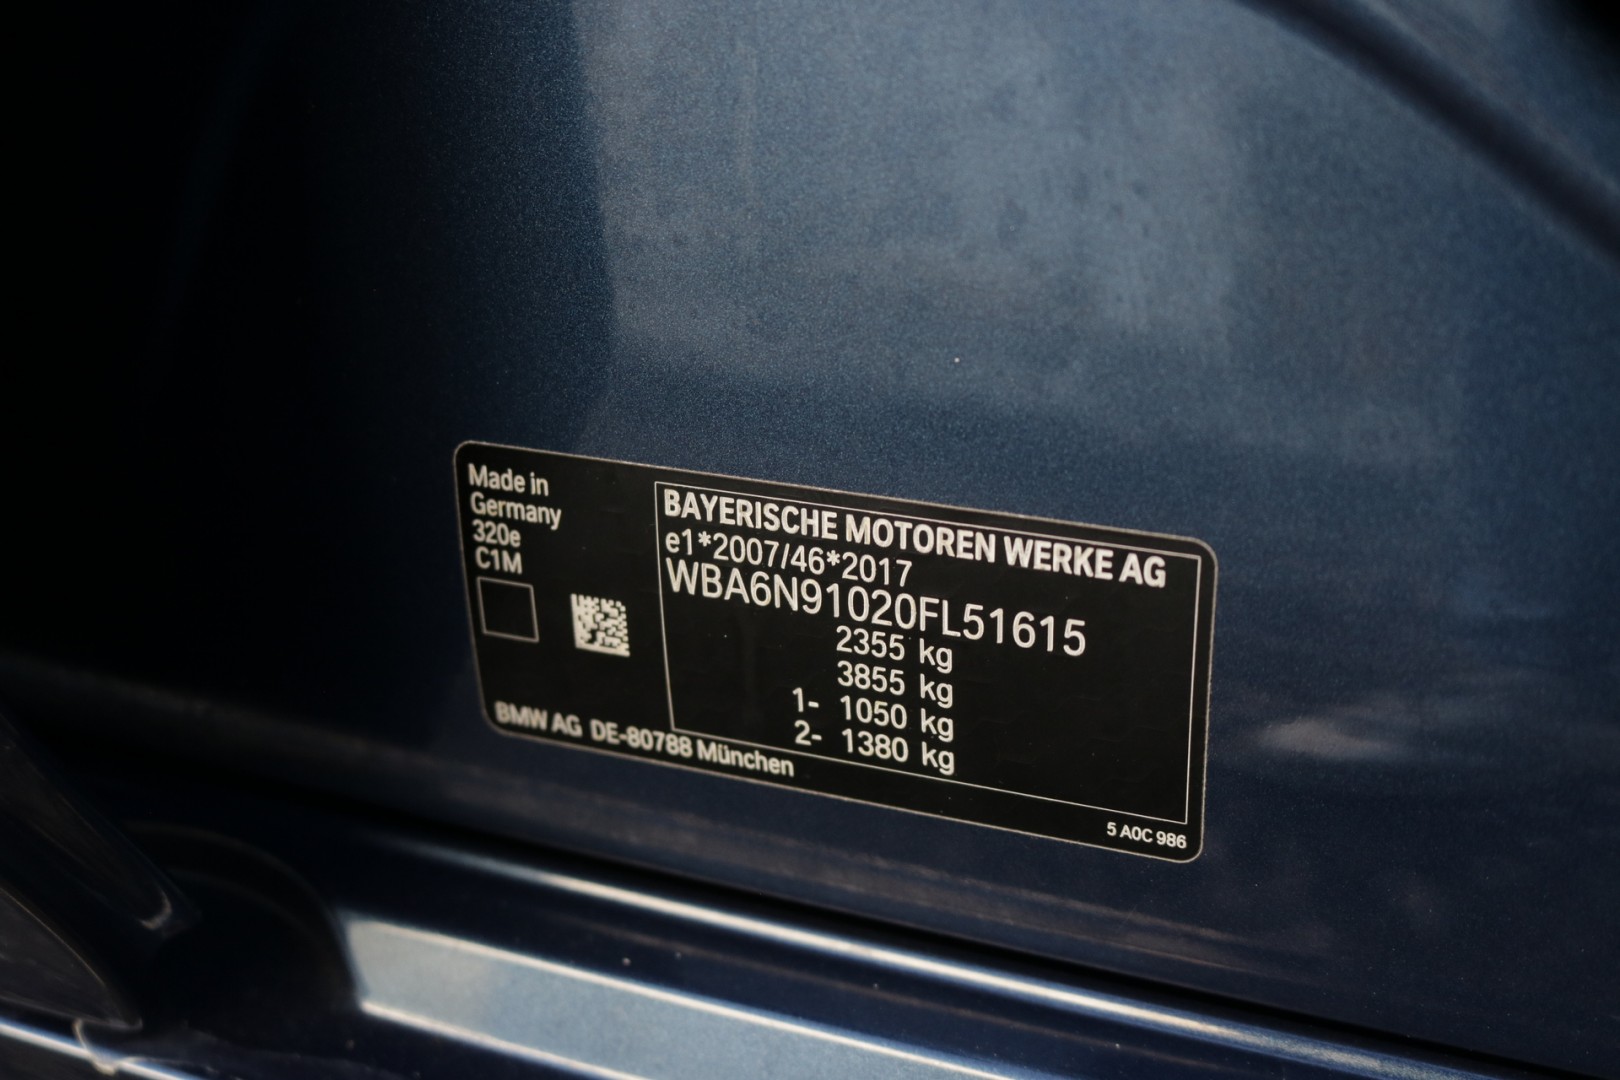 Made in
Germany
320e
C1M
BAYERISCHE MOTOREN WERKE AG
e1*2007/46*2017
WBA6N91020FL51615
2355 kg
3855 kg
1- 1050 kg
2- 1380 kg
BMW AG DE-80788 München
5 A0C 986